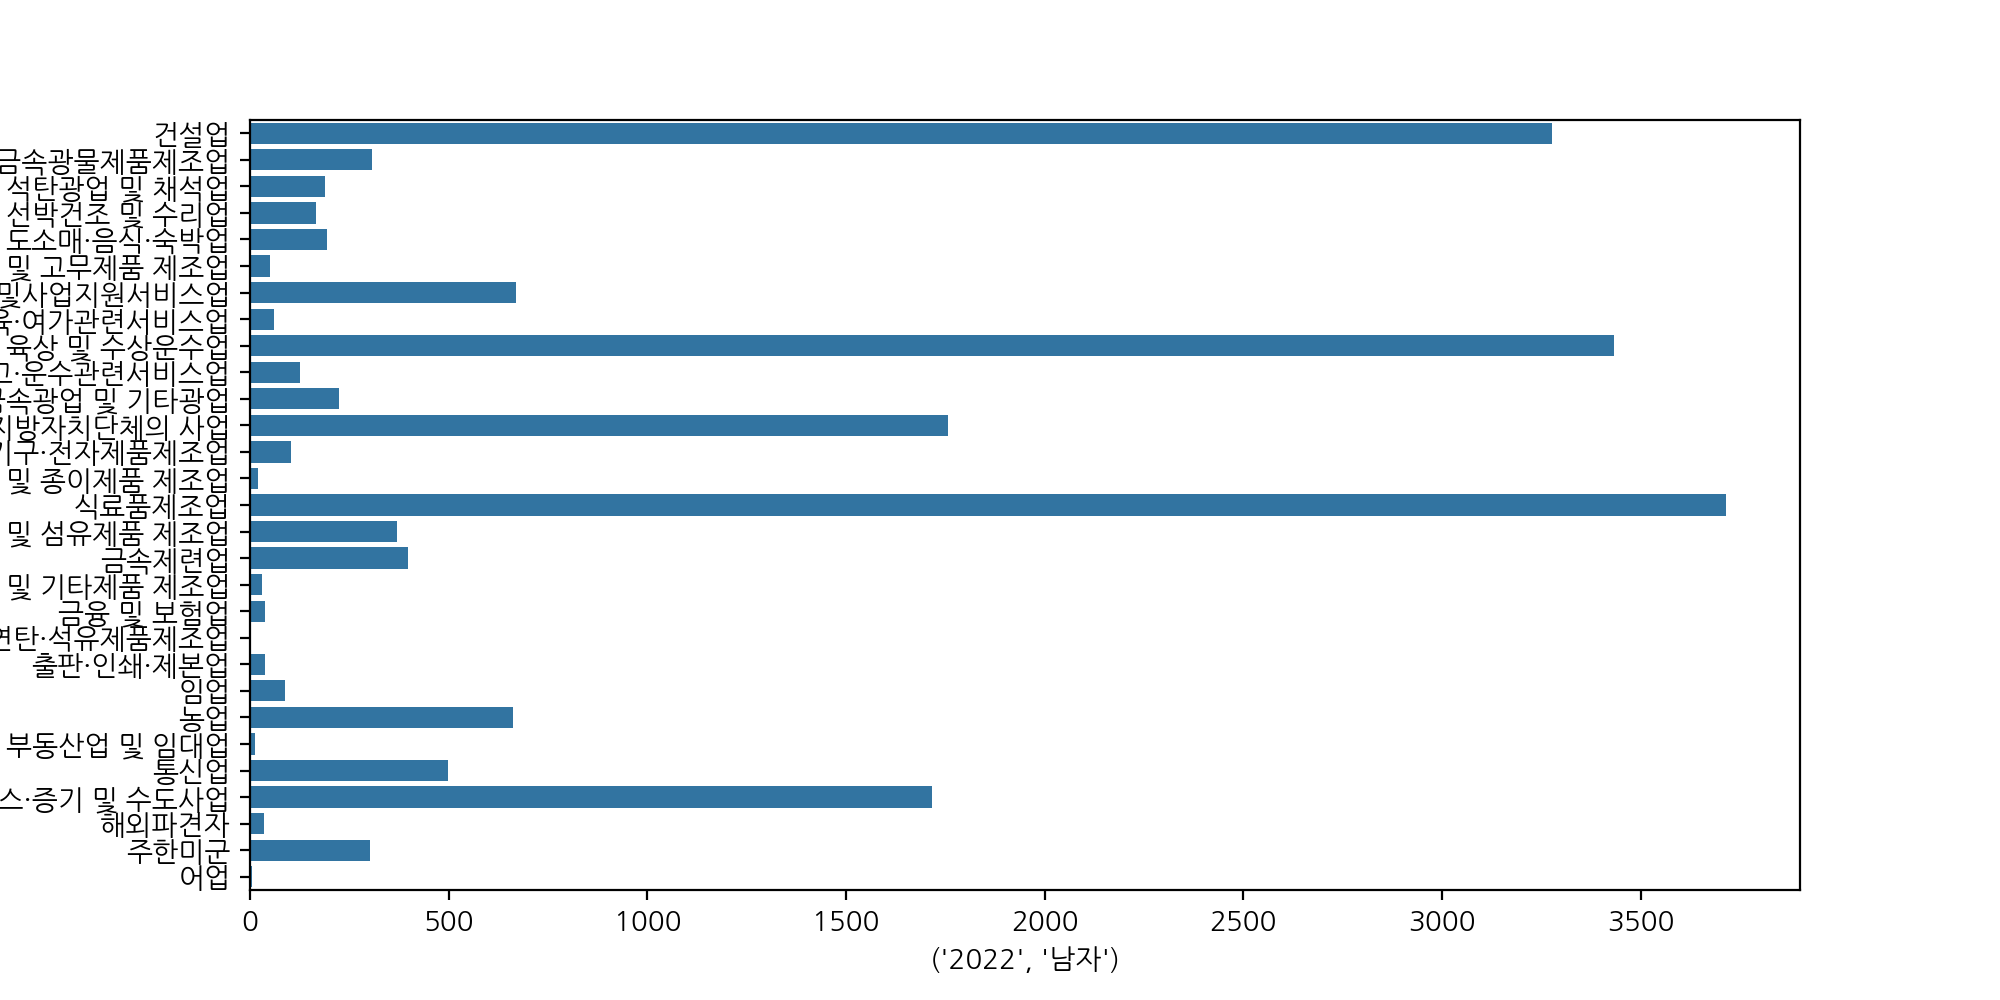 건설업
금속광물제품제조업
석탄광업 및 채석업
선박건조 및 수리업
도소매·음식·숙박업
및 고무제품 제조업
및사업지원서비스업
·여가관련서비스업
육상 및 수상운수업
·운수관련서비스업
금속광업 및 기타광업
지방자치단체의 사업
기구·전자제품제조업
및 종이제품 제조업
식료품제조업
및 섬유제품 제조업
금속제련업
및 기타제품 제조업
금융 및 보험업
연탄·석유제품제조업
출판·인쇄·제본업
임업
농업
부동산업 및 임대업
통신업
스·증기 및 수도사업
해외파견자
주한미군
어업
0 500 1000 1500 2000 2500 3000 3500
('2022', '남자')